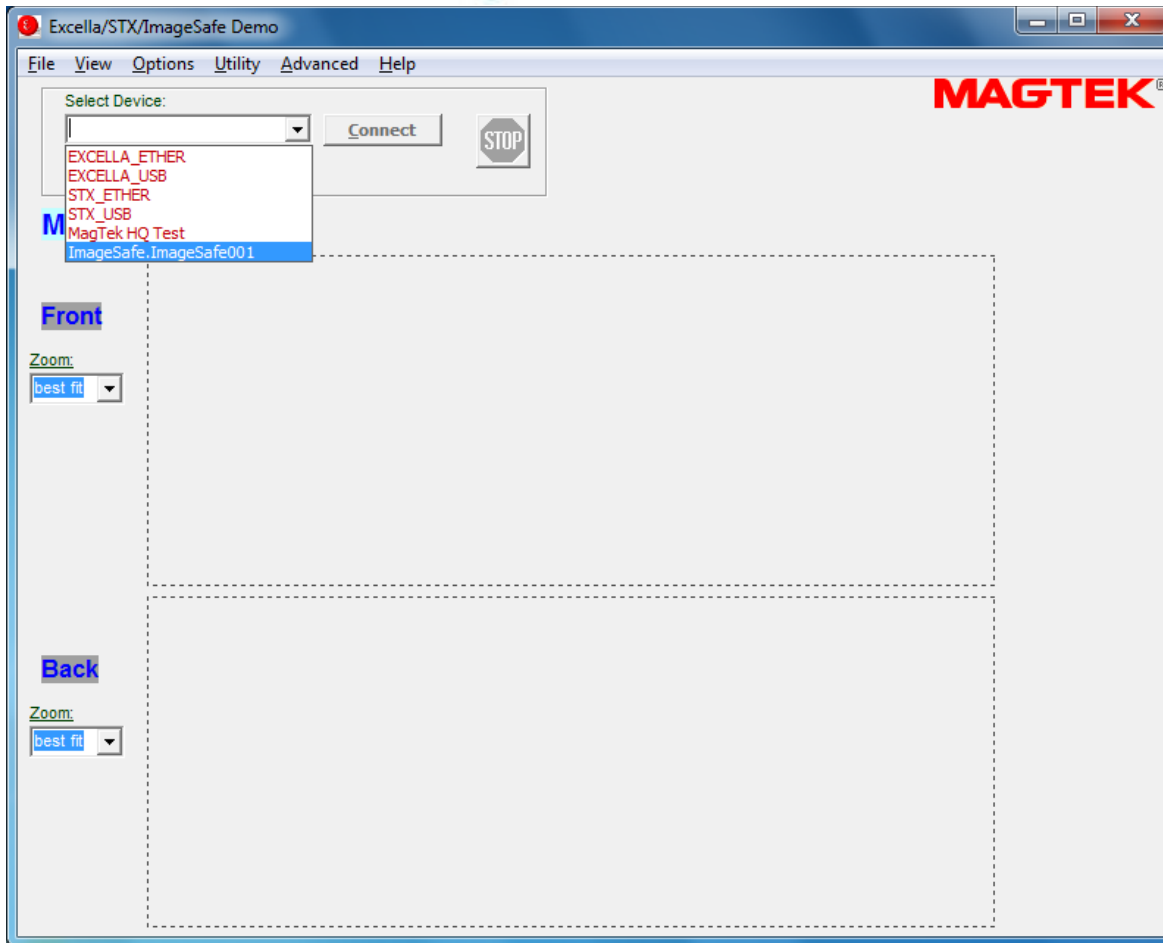 Excella/STX/ImageSafe Demo
File View Options Utility Advanced Help
MAGTEK®
Select Device:
Connect
STOP
EXCELLA_ETHER
EXCELLA_USB
STX_ETHER
STX_USB
MagTek HQ Test
ImageSafe.ImageSafe001
M
Front
Zoom:
best fit
Back
Zoom:
best fit